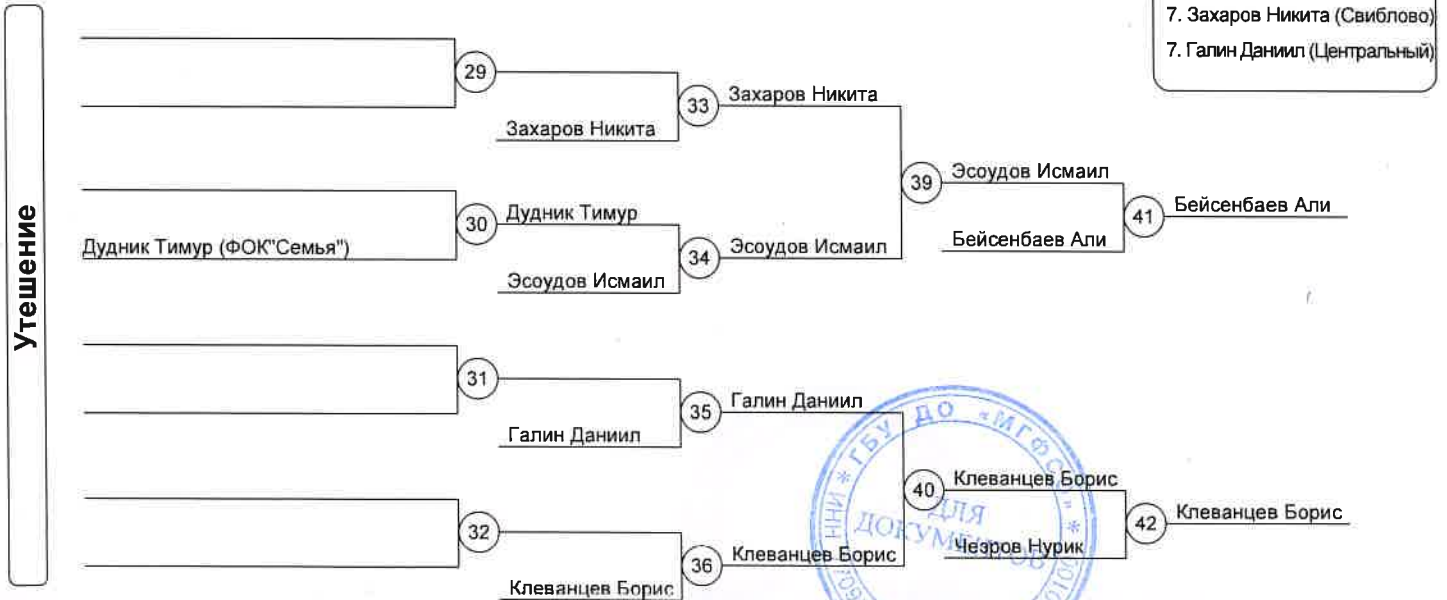 7. Захаров Никита (Свиблово)
7. Галин Даниил (Центральный)
Утешение
29
Захаров Никита
33
Захаров Никита
Дудник Тимур (ФОК"Семья")
30
Дудник Тимур
Эсоудов Исмаил
34
Эсоудов Исмаил
39
Эсоудов Исмаил
Бейсенбаев Али
41
Бейсенбаев Али
31
Галин Даниил
35
Галин Даниил
32
Клеванцев Борис
36
Клеванцев Борис
40
Клеванцев Борис
Чезров Нурик
42
Клеванцев Борис
* ГБУ ДО «МГФСО» *
ДЛЯ
ДОКУМЕНТОВ